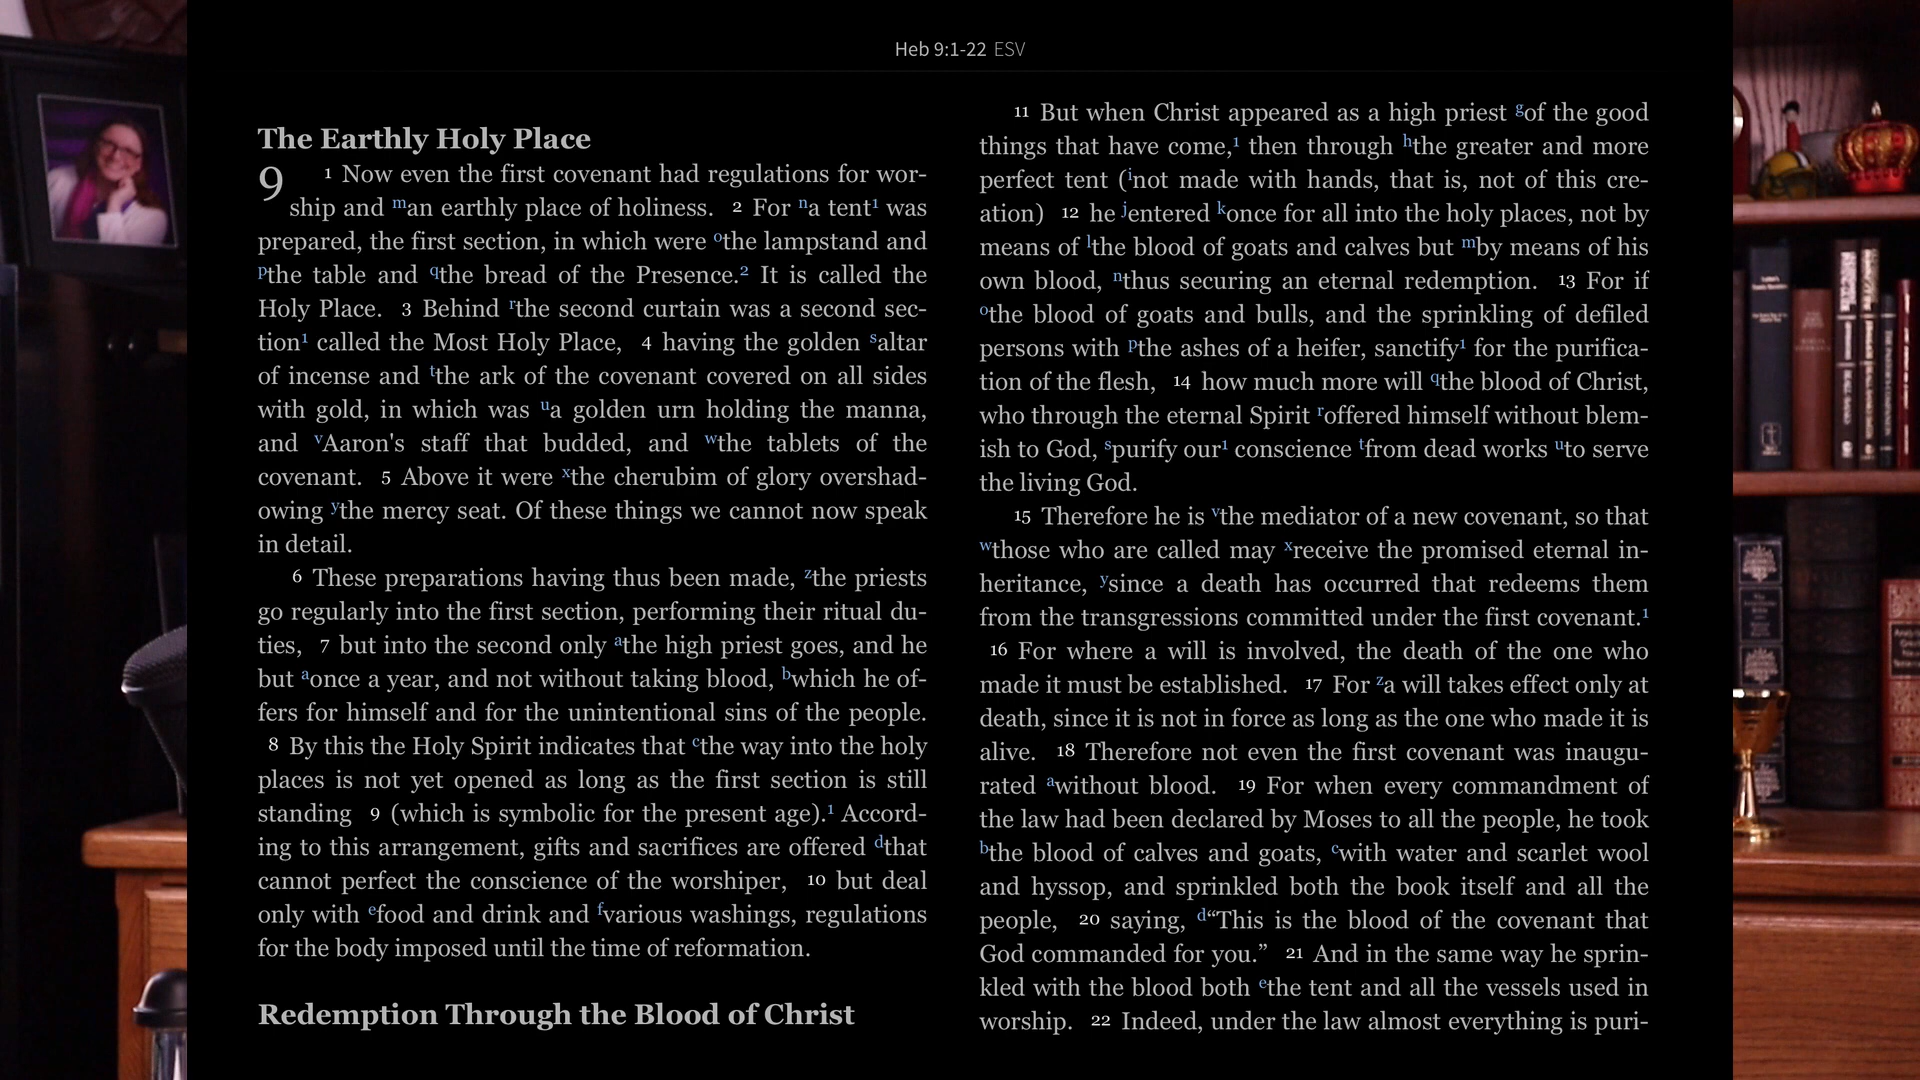 Heb 9:1-22 ESV
The Earthly Holy Place
9 1 Now even the first covenant had regulations for wor-
ship and man earthly place of holiness. 2 For na tent1 was
prepared, the first section, in which were othe lampstand and
pthe table and qthe bread of the Presence.2 It is called the
Holy Place. 3 Behind rthe second curtain was a second sec-
tion1 called the Most Holy Place, 4 having the golden saltar
of incense and tthe ark of the covenant covered on all sides
with gold, in which was ua golden urn holding the manna,
and vAaron's staff that budded, and wthe tablets of the
covenant. 5 Above it were xthe cherubim of glory overshad-
owing ythe mercy seat. Of these things we cannot now speak
in detail.
6 These preparations having thus been made, zthe priests
go regularly into the first section, performing their ritual du-
ties, 7 but into the second only athe high priest goes, and he
but aonce a year, and not without taking blood, bwhich he of-
fers for himself and for the unintentional sins of the people.
8 By this the Holy Spirit indicates that cthe way into the holy
places is not yet opened as long as the first section is still
standing 9 (which is symbolic for the present age).1 Accord-
ing to this arrangement, gifts and sacrifices are offered dthat
cannot perfect the conscience of the worshiper, 10 but deal
only with efood and drink and fvarious washings, regulations
for the body imposed until the time of reformation.
Redemption Through the Blood of Christ
11 But when Christ appeared as a high priest gof the good
things that have come,1 then through hthe greater and more
perfect tent (inot made with hands, that is, not of this cre-
ation) 12 he jentered konce for all into the holy places, not by
means of lthe blood of goats and calves but mby means of his
own blood, nthus securing an eternal redemption. 13 For if
othe blood of goats and bulls, and the sprinkling of defiled
persons with pthe ashes of a heifer, sanctify1 for the purifica-
tion of the flesh, 14 how much more will qthe blood of Christ,
who through the eternal Spirit roffered himself without blem-
ish to God, spurify our1 conscience tfrom dead works uto serve
the living God.
15 Therefore he is vthe mediator of a new covenant, so that
wthose who are called may xreceive the promised eternal in-
heritance, ysince a death has occurred that redeems them
from the transgressions committed under the first covenant.1
16 For where a will is involved, the death of the one who
made it must be established. 17 For za will takes effect only at
death, since it is not in force as long as the one who made it is
alive. 18 Therefore not even the first covenant was inaugu-
rated awithout blood. 19 For when every commandment of
the law had been declared by Moses to all the people, he took
bthe blood of calves and goats, cwith water and scarlet wool
and hyssop, and sprinkled both the book itself and all the
people, 20 saying, d“This is the blood of the covenant that
God commanded for you.” 21 And in the same way he sprin-
kled with the blood both ethe tent and all the vessels used in
worship. 22 Indeed, under the law almost everything is puri-